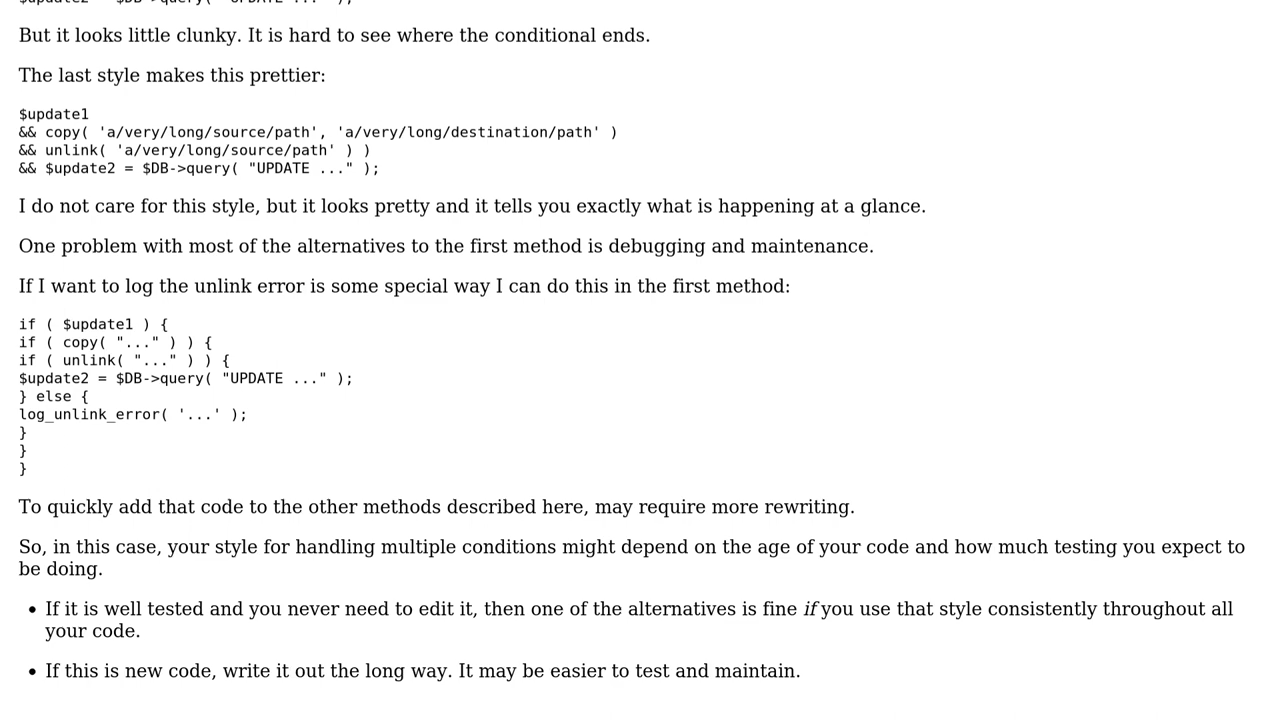 $update2 = $DB->query( "UPDATE ..." );
But it looks little clunky. It is hard to see where the conditional ends.
The last style makes this prettier:
$update1
&& copy( 'a/very/long/source/path', 'a/very/long/destination/path' )
&& unlink( 'a/very/long/source/path' ) )
&& $update2 = $DB->query( "UPDATE ..." );
I do not care for this style, but it looks pretty and it tells you exactly what is happening at a glance.
One problem with most of the alternatives to the first method is debugging and maintenance.
If I want to log the unlink error is some special way I can do this in the first method:
if ( $update1 ) {
if ( copy( "..." ) ) {
if ( unlink( "..." ) ) {
$update2 = $DB->query( "UPDATE ..." );
} else {
log_unlink_error( '...' );
}
}
}
To quickly add that code to the other methods described here, may require more rewriting.
So, in this case, your style for handling multiple conditions might depend on the age of your code and how much testing you expect to
be doing.
• If it is well tested and you never need to edit it, then one of the alternatives is fine if you use that style consistently throughout all
your code.
• If this is new code, write it out the long way. It may be easier to test and maintain.